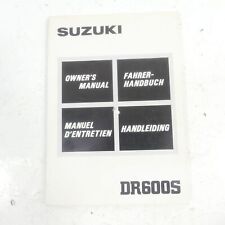 SUZUKI
OWNER'S
MANUAL
FAHRER-
HANDBUCH
MANUEL
D'ENTRETIEN
HANDLEIDING
DR600S